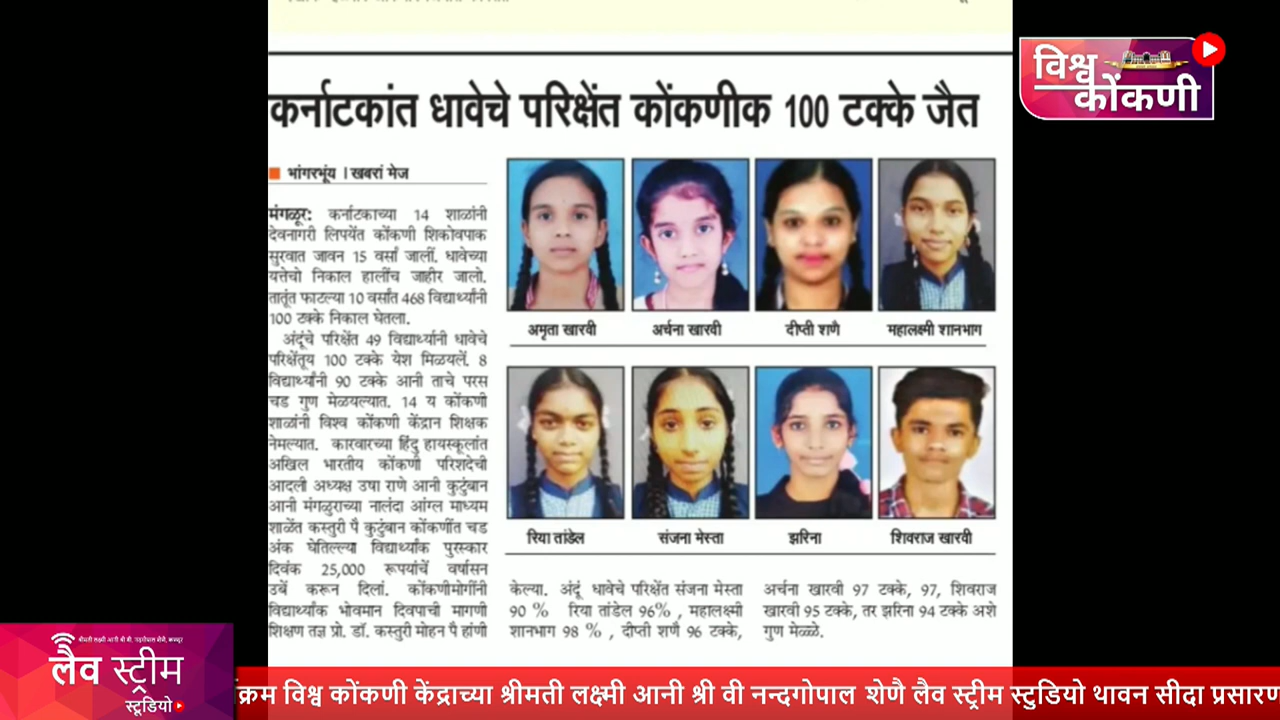 विश्व
कोंकणी
कर्नाटकांत धावेचे परिक्षेंत कोंकणीक 100 टक्के जैत
भांगरभूंय । खबरां मेज
मंगळूर: कर्नाटकाच्या 14 शाळांनी
देवनागरी लिपयेंत कोंकणी शिकोवपाक
सुरवात जावन 15 वर्सां जालीं. धावेच्या
यत्तेचो निकाल हालींच जाहीर जालो.
तातूंत फाटल्या 10 वर्सांत 468 विद्यार्थ्यांनी
100 टक्के निकाल घेतला.
अंदूंचे परिक्षेंत 49 विद्यार्थ्यानी धावेचे
परिक्षेंतूय 100 टक्के येश मिळयलें. 8
विद्यार्थ्यांनी 90 टक्के आनी ताचे परस
चड गुण मेळयल्यात. 14 य कोंकणी
शाळांनी विश्व कोंकणी केंद्रान शिक्षक
नेमल्यात. कारवारच्या हिंदु हायस्कूलांत
अखिल भारतीय कोंकणी परिशदेची
आदली अध्यक्ष उषा राणे आनी कुटुंबान
आनी मंगळुराच्या नालंदा आंग्ल माध्यम
शाळेंत कस्तुरी पै कुटुंबान कोंकणींत चड
अंक घेतिल्ल्या विद्यार्थ्यांक पुरस्कार
दिवंक 25,000 रूपयांचें वर्षासन
उबें करून दिलां. कोंकणीमोगींनी
विद्यार्थ्यांक भोवमान दिवपाची मागणी
शिक्षण तज्ञ प्रो. डॉ. कस्तुरी मोहन पै हांणी
अमृता खारवी
अर्चना खारवी
दीप्ती शणै
महालक्ष्मी शानभाग
रिया तांडेल
संजना मेस्ता
झरिना
शिवराज खारवी
केल्या. अंदूं धावेचे परिक्षेंत संजना मेस्ता
90 % रिया तांडेल 96% , महालक्ष्मी
शानभाग 98 % , दीप्ती शणै 96 टक्के,
अर्चना खारवी 97 टक्के, 97, शिवराज
खारवी 95 टक्के, तर झरिना 94 टक्के अशे
गुण मेळ्ळे.
लैव स्ट्रीम
स्टूडियो
क्रम विश्व कोंकणी केंद्राच्या श्रीमती लक्ष्मी आनी श्री वी नन्दगोपाल शेणै लैव स्ट्रीम स्टुडियो थावन सीदा प्रसारण